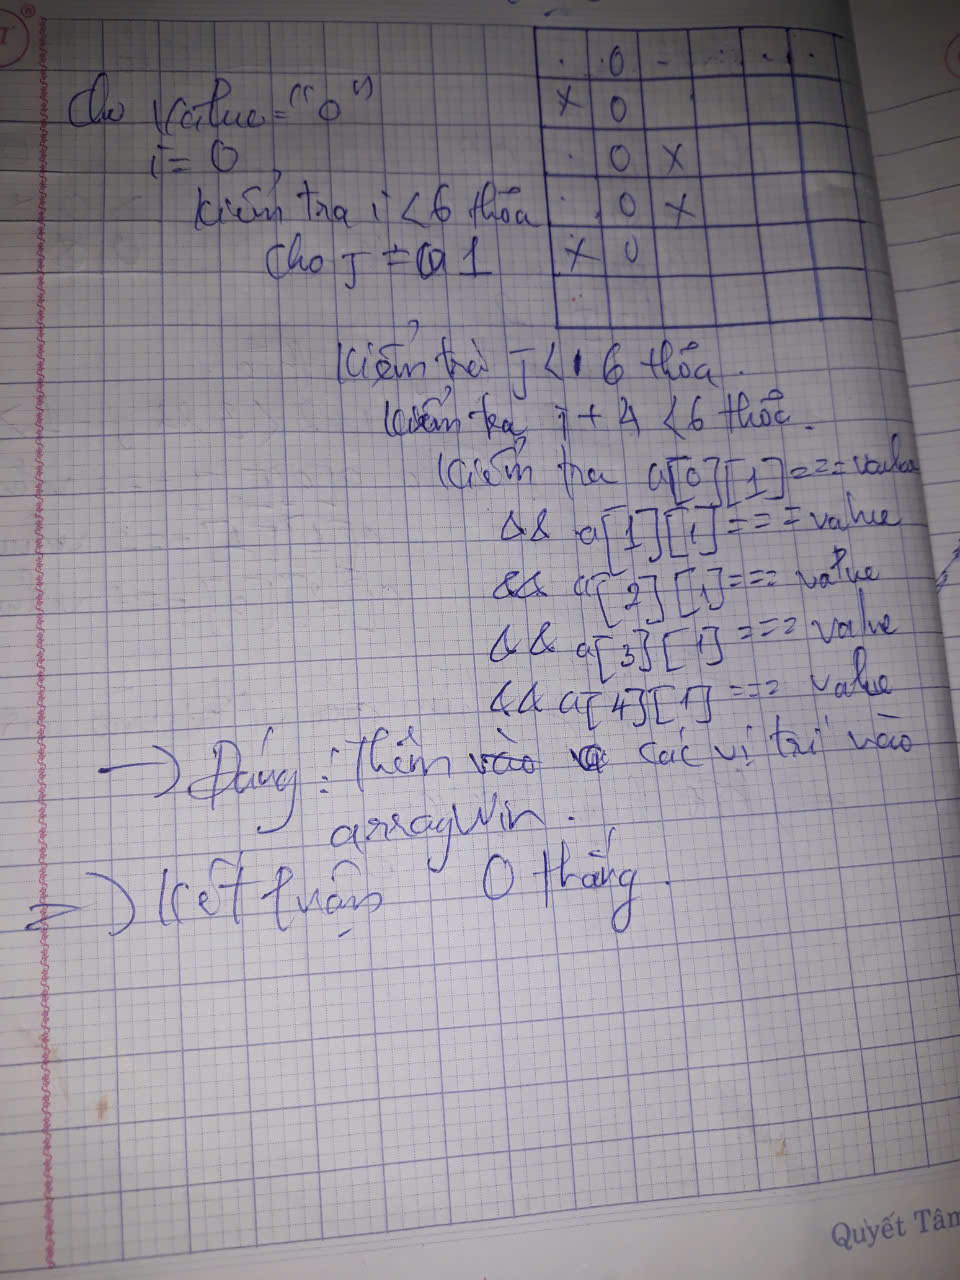 . 0 - . . .
X 0
. 0 X
. . 0 X
X 0
Cho value = "0"
i = 0
kiểm tra i < 6 thỏa
Cho j = 1
Kiểm tra j < 6 thỏa.
Kiểm tra i + 4 < 6 thỏa.
Kiểm tra a[0][1] === value
&& a[1][1] === value
&& a[2][1] === value
&& a[3][1] === value
&& a[4][1] === value
→ Đúng: Thêm vào các vị trí vào
arrayWin.
⇒ Kết luận 0 thắng.
Quyết Tâm